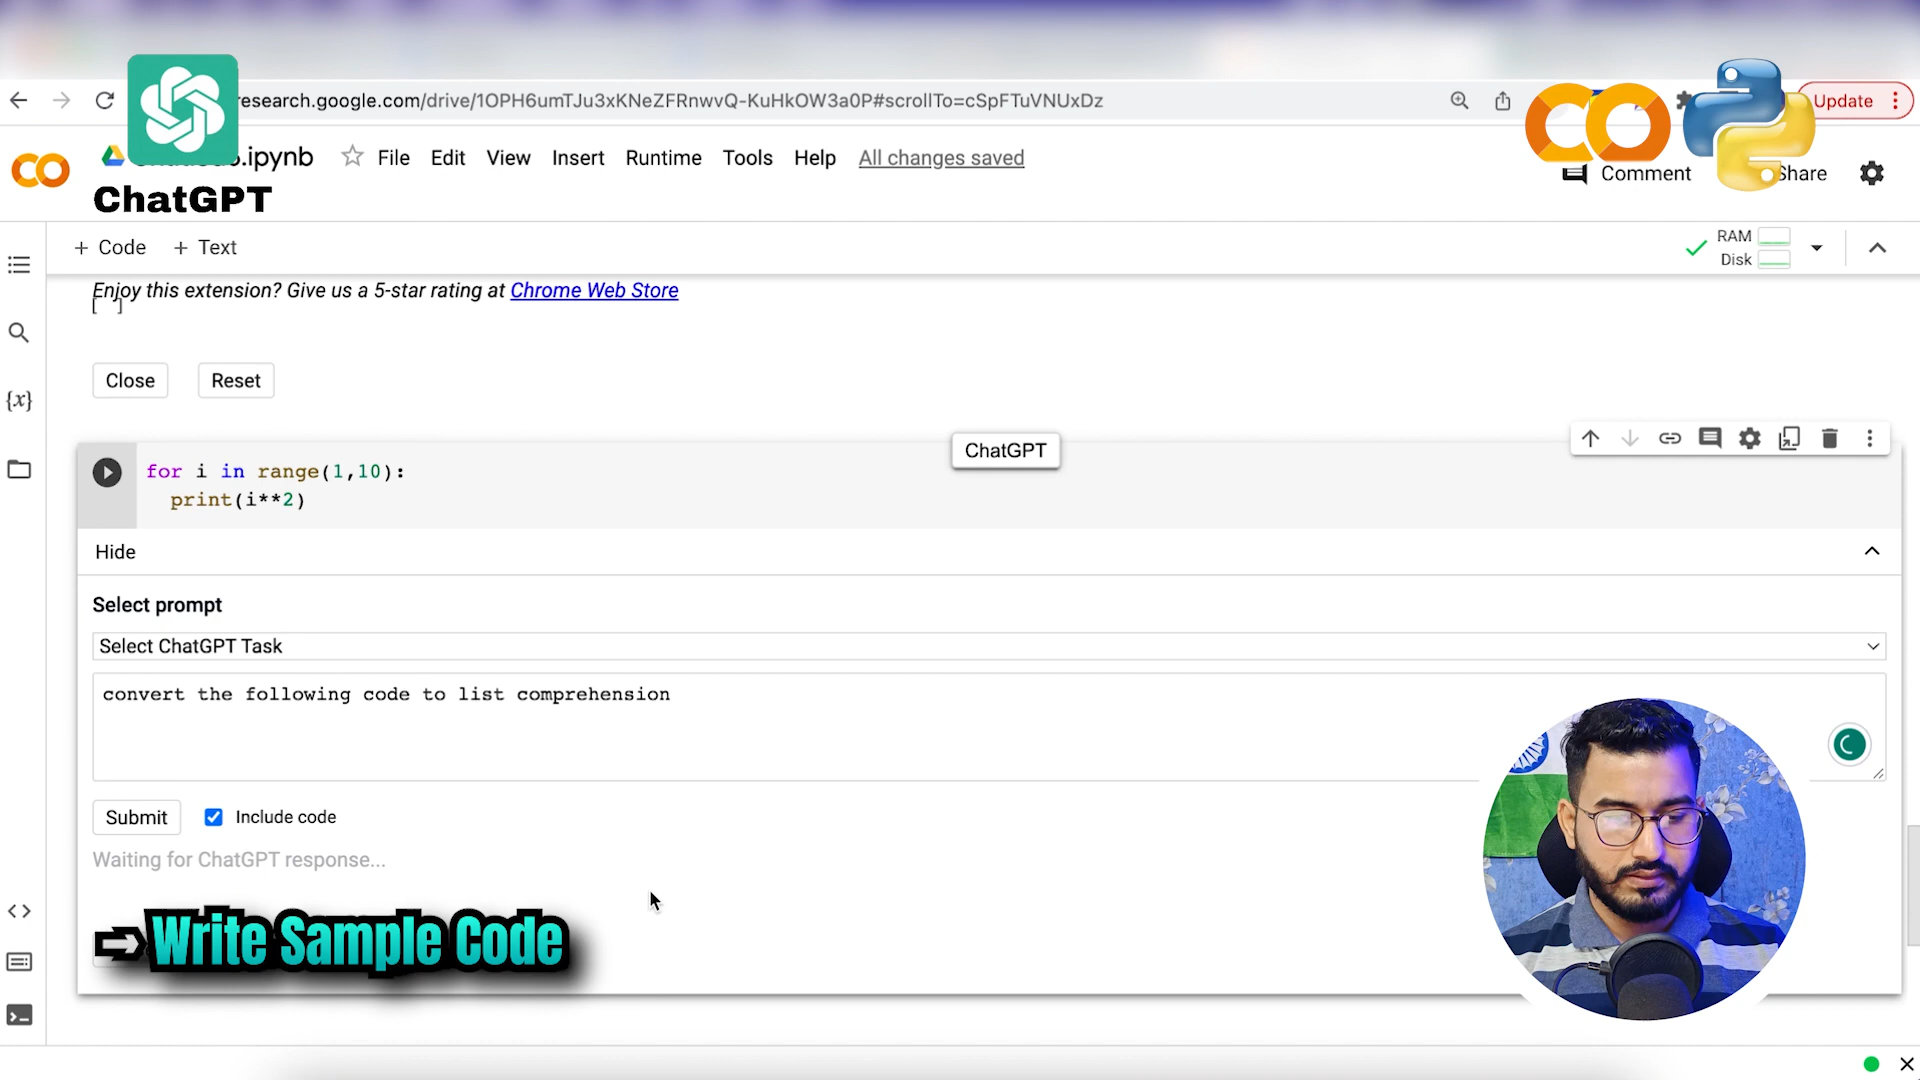 research.google.com/drive/1OPH6umTJu3xKNeZFRnwvQ-KuHkOW3a0P#scrollTo=cSpFTuVNUxDz
Update
.ipynb
File Edit View Insert Runtime Tools Help All changes saved
Comment
Share
ChatGPT
+ Code + Text
RAM
Disk
Enjoy this extension? Give us a 5-star rating at Chrome Web Store
[ ]
Close Reset
ChatGPT
for i in range(1,10):
print(i**2)
Hide
Select prompt
Select ChatGPT Task
convert the following code to list comprehension
Submit Include code
Waiting for ChatGPT response...
Write Sample Code